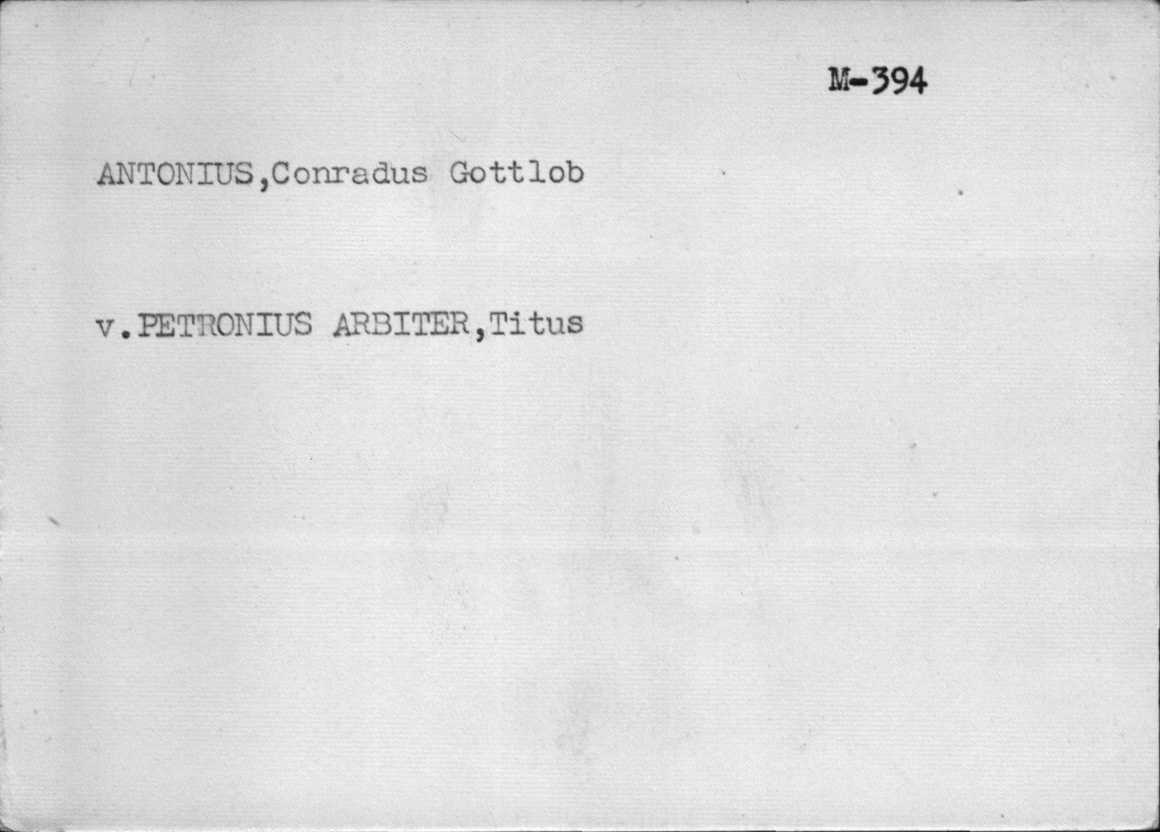 M-394
ANTONIUS,Conradus Gottlob
v.PETRONIUS ARBITER,Titus